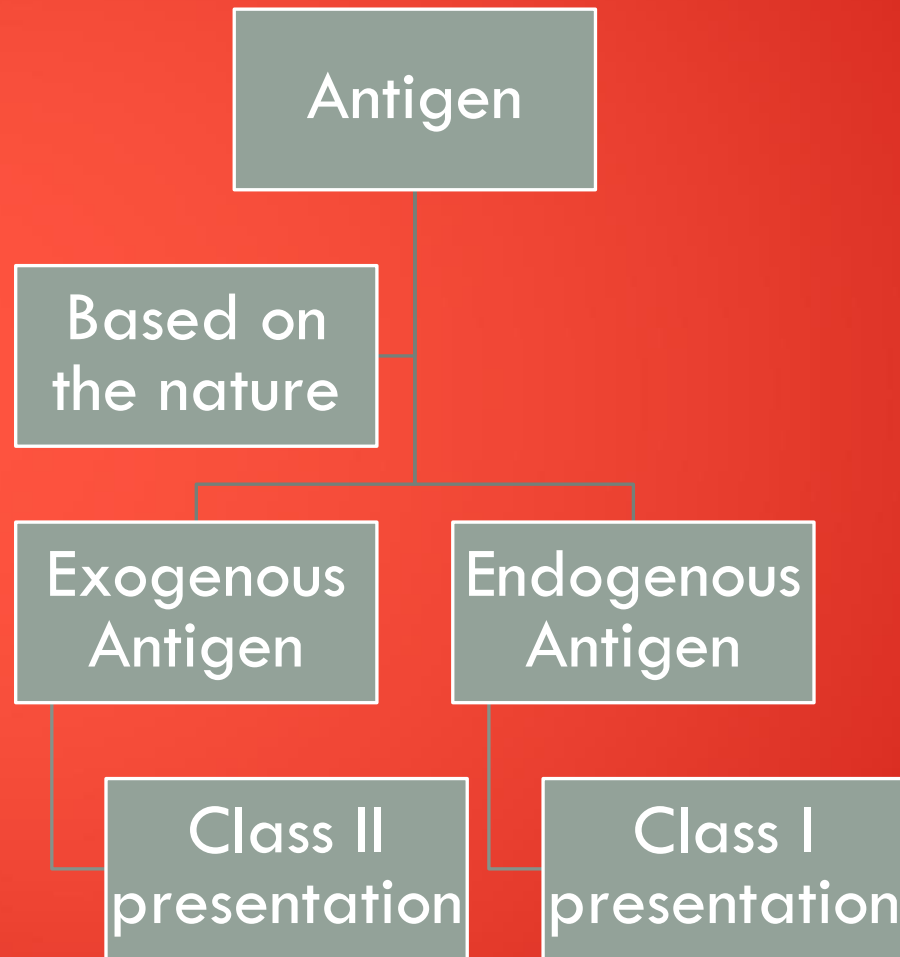 Antigen
Based on
the nature
Exogenous
Antigen
Endogenous
Antigen
Class II
presentation
Class I
presentation